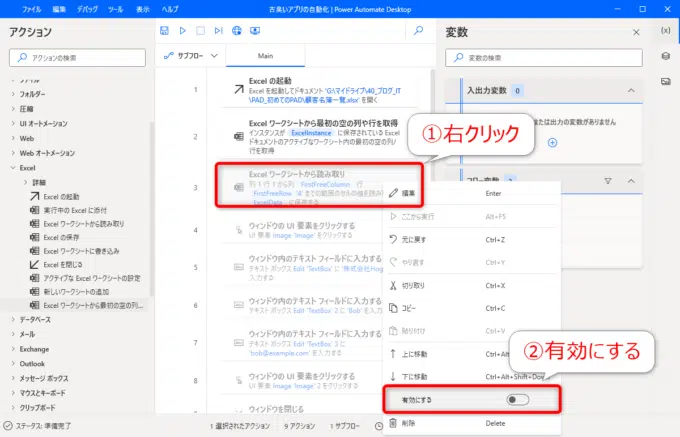 ファイル 編集 デバッグ ツール 表示 ヘルプ
古臭いアプリの自動化 | Power Automate Desktop
アクション
アクションの検索
ファイル
フォルダー
圧縮
UI オートメーション
Web
Web オートメーション
Excel
詳細
Excel の起動
実行中の Excel に添付
Excel ワークシートから読み取り
Excel の保存
Excel ワークシートに書き込み
Excel を閉じる
アクティブな Excel ワークシートの設定
新しいワークシートの追加
Excel ワークシートから最初の空の列...
データベース
メール
Exchange
Outlook
メッセージ ボックス
マウスとキーボード
クリップボード
サブフロー
Main
1
Excel の起動
Excel を起動してドキュメント 'G:\マイドライブ\40_ブログ_IT
\PAD_初めてのPAD\顧客名簿一覧.xlsx' を開く
2
Excel ワークシートから最初の空の列や行を取得
インスタンスが ExcelInstance に保存されている Excel
ドキュメントのアクティブなワークシート内の最初の空の列/
行を取得
3
Excel ワークシートから読み取り
列 1 行 1 から列 FirstFreeColumn 行
FirstFreeRow '4' までの範囲のセルの値を読み
ExcelData に保存する
4
ウィンドウの UI 要素をクリックする
UI 要素 Image 'Image' をクリックする
5
ウィンドウ内のテキスト フィールドに入力する
テキスト ボックス Edit 'TextBox' に '株式会社Hog
入力する
6
ウィンドウ内のテキスト フィールドに入力する
テキスト ボックス Edit 'TextBox' 2 に 'Bob' を入力
7
ウィンドウ内のテキスト フィールドに入力する
テキスト ボックス Edit 'TextBox' 3 に
'bob@example.com' を入力する
8
ウィンドウの UI 要素をクリックする
UI 要素 Image 'Image' 2 をクリックする
ウィンドウを閉じる
変数
変数の検索
入出力変数 0
または出力の変数がありません
フロー変数
{x}
①右クリック
編集 Enter
ここから実行 Alt+F5
元に戻す Ctrl+Z
やり直す Ctrl+Y
切り取り Ctrl+X
コピー Ctrl+C
貼り付け Ctrl+V
上に移動 Ctrl+Alt
下に移動 Ctrl+Alt+Shift+Dow
有効にする
削除 Delete
②有効にする
ステータス: 準備完了
1 選択されたアクション
9 アクション
1 サブフロー